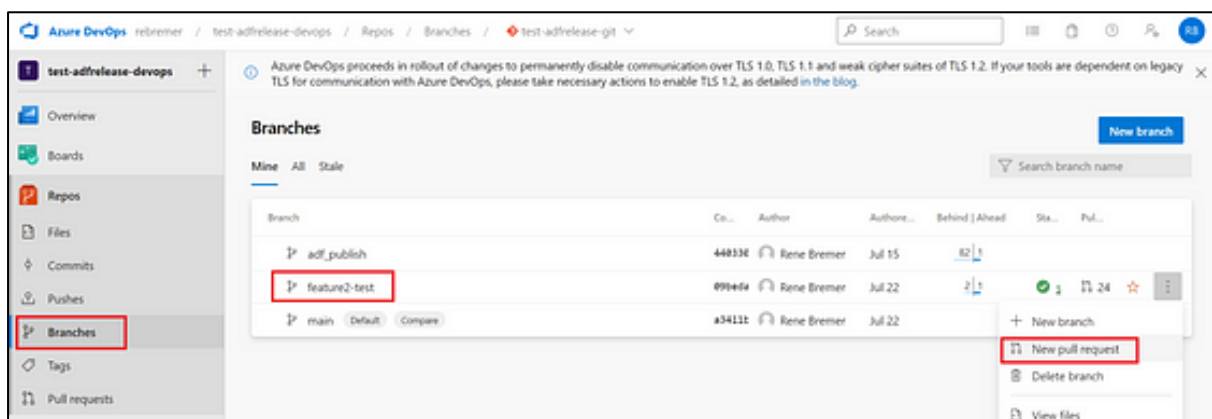 Azure DevOps rebremer / test-adfrelease-devops / Repos / Branches / test-adfrelease-git
Search
RB
T test-adfrelease-devops +
Azure DevOps proceeds in rollout of changes to permanently disable communication over TLS 1.0, TLS 1.1 and weak cipher suites of TLS 1.2. If your tools are dependent on legacy
TLS for communication with Azure DevOps, please take necessary actions to enable TLS 1.2, as detailed in the blog.
Overview
Boards
Repos
Files
Commits
Pushes
Branches
Tags
Pull requests
Branches
New branch
Mine All Stale
Search branch name
Branch Co... Author Authore... Behind | Ahead Sta... Pul...
adf_publish Rene Bremer Jul 15 82 | 1
feature2-test Rene Bremer Jul 22 2 | 1 1 24
main Default Compare Rene Bremer Jul 22
New branch
New pull request
Delete branch
View files